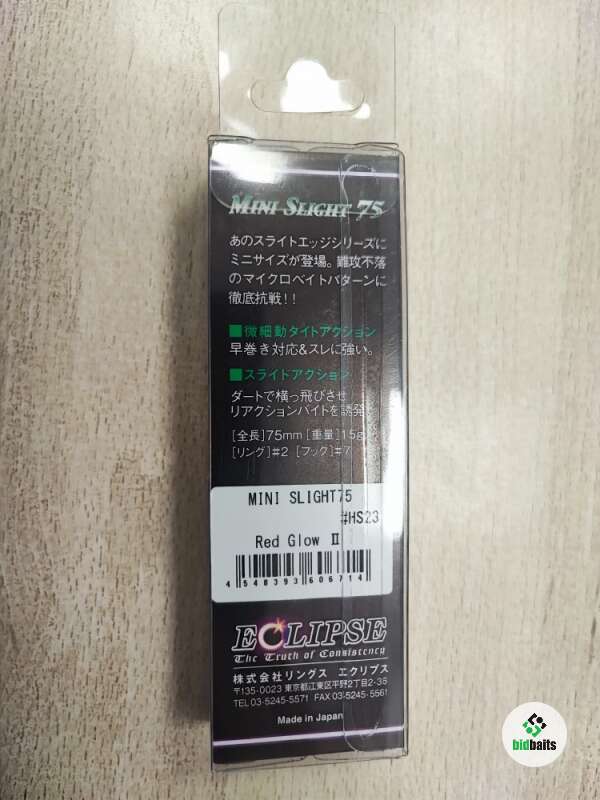 MINI SLIGHT 75
あのスライトエッジシリーズに
ミニサイズが登場。難攻不落
のマイクロベイトパターンに
徹底抗戦！！
■微細動タイトアクション
早巻き対応&スレに強い。
■スライドアクション
ダートで横っ飛びさせ
リアクションバイトを誘発
[全長]75mm [重量]15g
[リング]#2 [フック]#7
MINI SLIGHT75
#HS23
Red Glow Ⅱ
4 540393 606714
ECLIPSE
The Truth of Consistency
株式会社リングス エクリプス
〒135-0023 東京都江東区平野2丁目2-36
TEL 03-5245-5571 FAX 03-5245-5561
Made in Japan
bidbaits